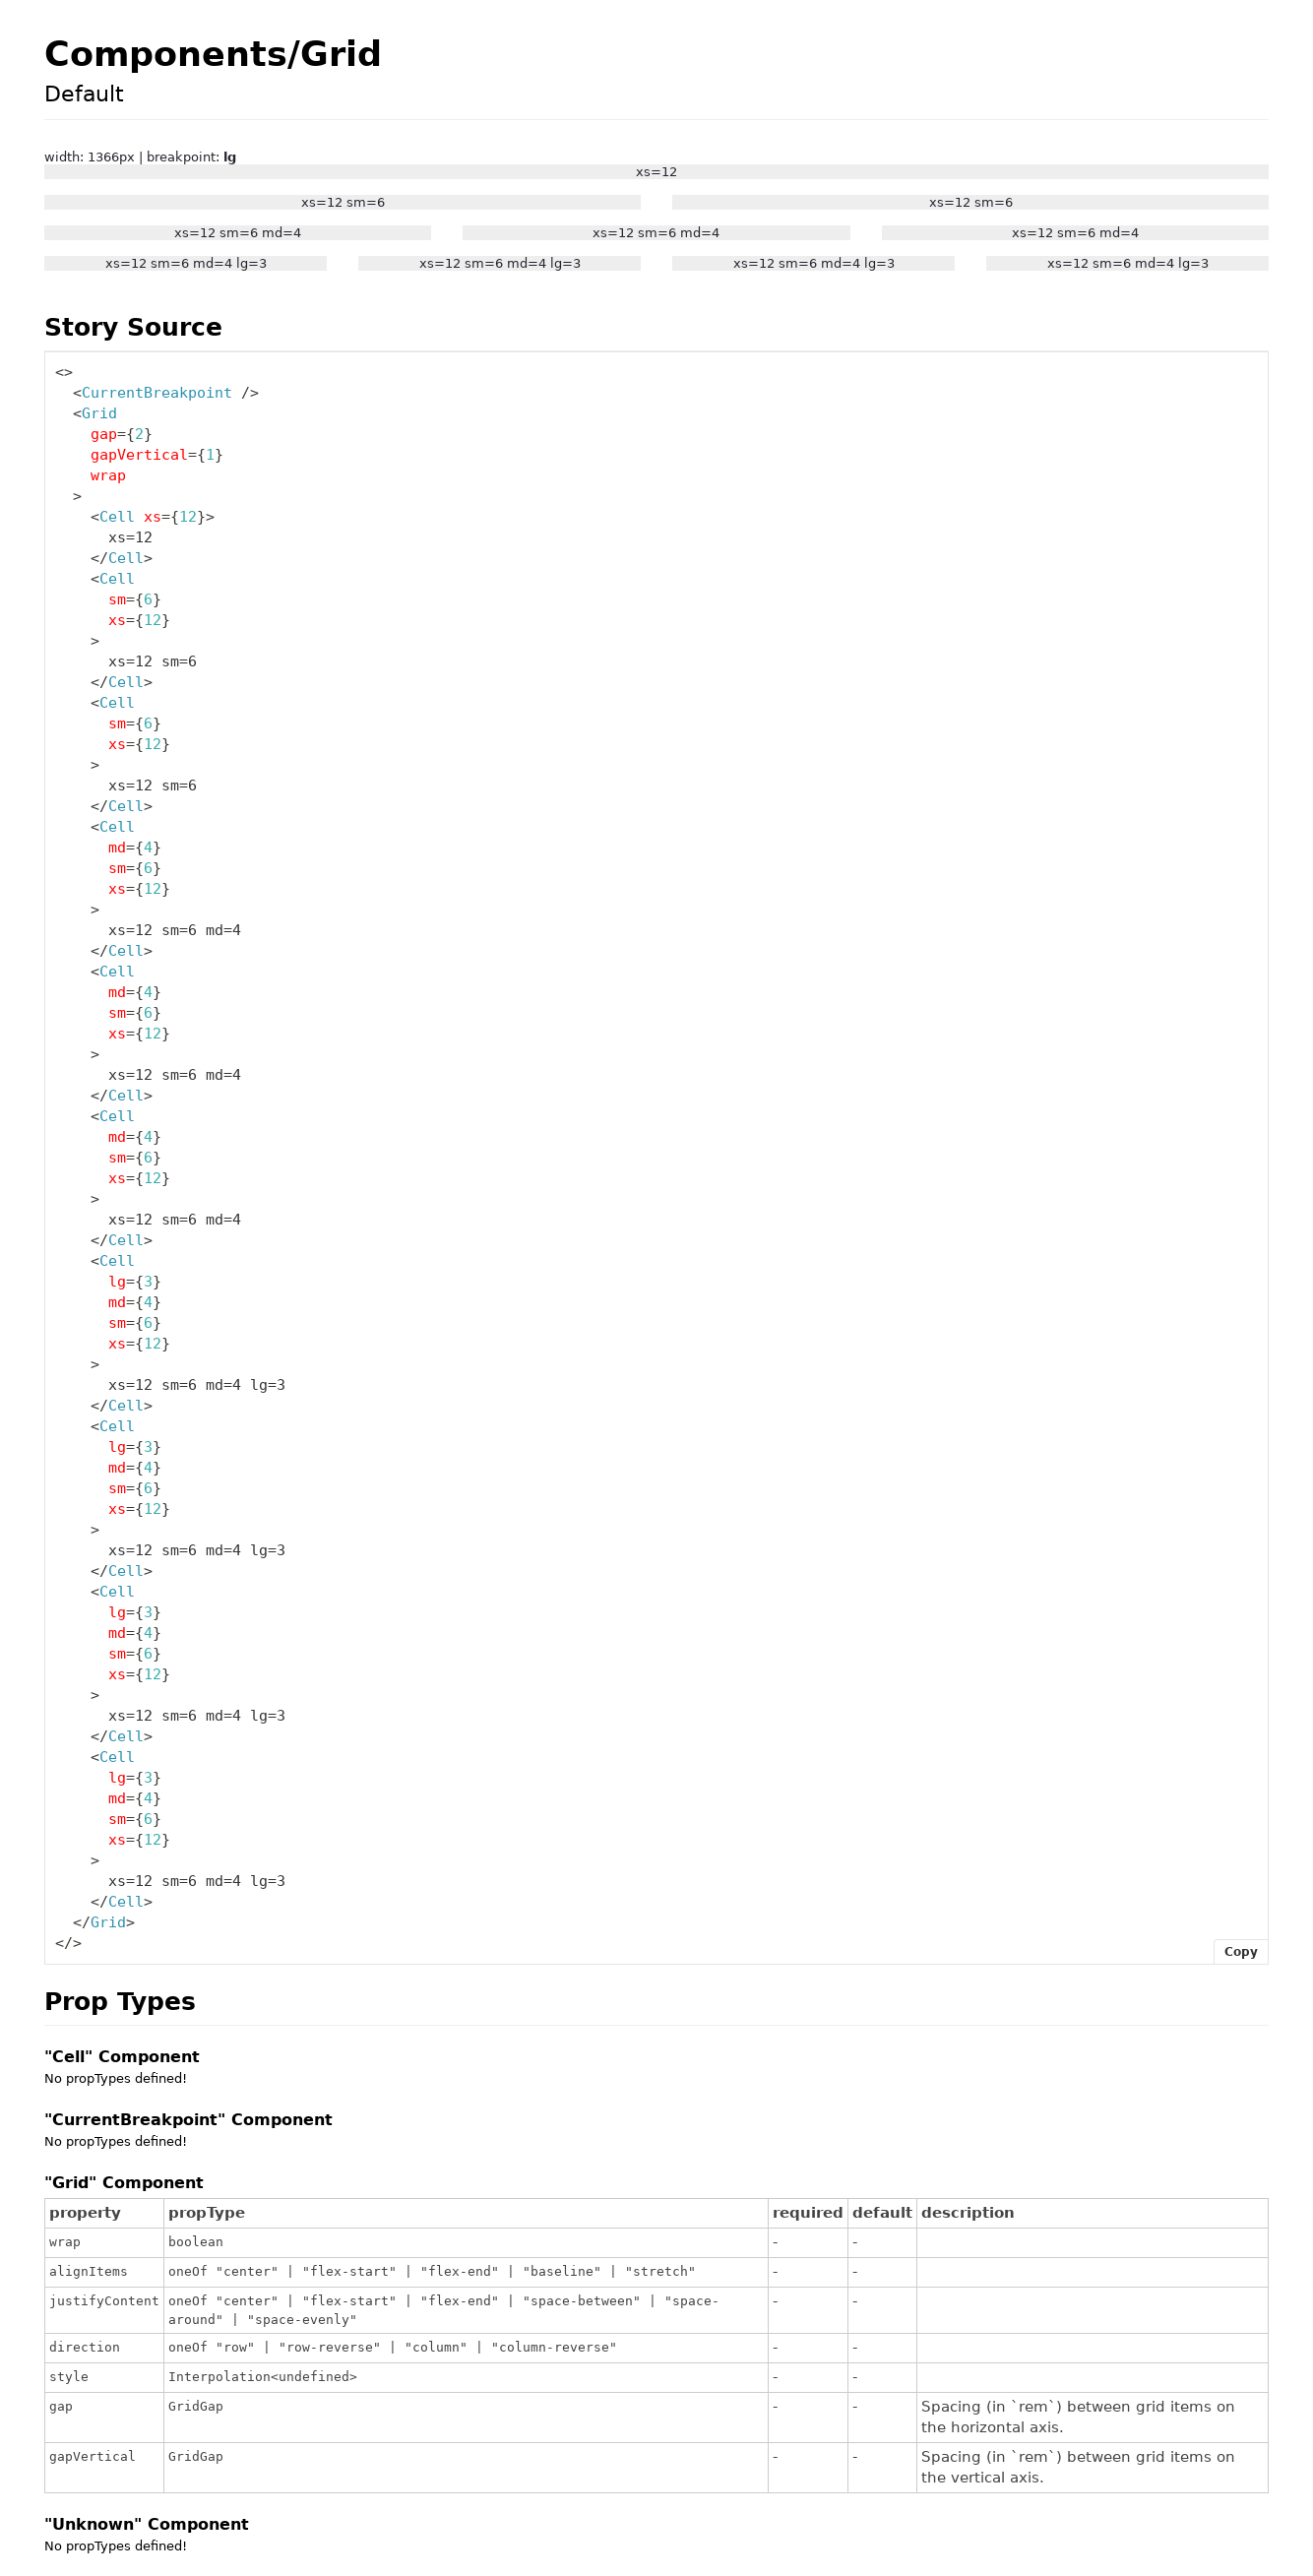 Components/Grid
Default
width: 1366px | breakpoint: lg
xs=12
xs=12 sm=6 xs=12 sm=6
xs=12 sm=6 md=4 xs=12 sm=6 md=4 xs=12 sm=6 md=4
xs=12 sm=6 md=4 lg=3 xs=12 sm=6 md=4 lg=3 xs=12 sm=6 md=4 lg=3 xs=12 sm=6 md=4 lg=3
Story Source
<>
<CurrentBreakpoint />
<Grid
gap={2}
gapVertical={1}
wrap
>
<Cell xs={12}>
xs=12
</Cell>
<Cell
sm={6}
xs={12}
>
xs=12 sm=6
</Cell>
<Cell
sm={6}
xs={12}
>
xs=12 sm=6
</Cell>
<Cell
md={4}
sm={6}
xs={12}
>
xs=12 sm=6 md=4
</Cell>
<Cell
md={4}
sm={6}
xs={12}
>
xs=12 sm=6 md=4
</Cell>
<Cell
md={4}
sm={6}
xs={12}
>
xs=12 sm=6 md=4
</Cell>
<Cell
lg={3}
md={4}
sm={6}
xs={12}
>
xs=12 sm=6 md=4 lg=3
</Cell>
<Cell
lg={3}
md={4}
sm={6}
xs={12}
>
xs=12 sm=6 md=4 lg=3
</Cell>
<Cell
lg={3}
md={4}
sm={6}
xs={12}
>
xs=12 sm=6 md=4 lg=3
</Cell>
<Cell
lg={3}
md={4}
sm={6}
xs={12}
>
xs=12 sm=6 md=4 lg=3
</Cell>
</Grid>
</>
Copy
Prop Types
"Cell" Component
No propTypes defined!
"CurrentBreakpoint" Component
No propTypes defined!
"Grid" Component
property propType required default description
wrap boolean - -
alignItems oneOf "center" | "flex-start" | "flex-end" | "baseline" | "stretch" - -
justifyContent oneOf "center" | "flex-start" | "flex-end" | "space-between" | "space- - -
around" | "space-evenly"
direction oneOf "row" | "row-reverse" | "column" | "column-reverse" - -
style Interpolation<undefined> - -
gap GridGap - - Spacing (in `rem`) between grid items on
the horizontal axis.
gapVertical GridGap - - Spacing (in `rem`) between grid items on
the vertical axis.
"Unknown" Component
No propTypes defined!